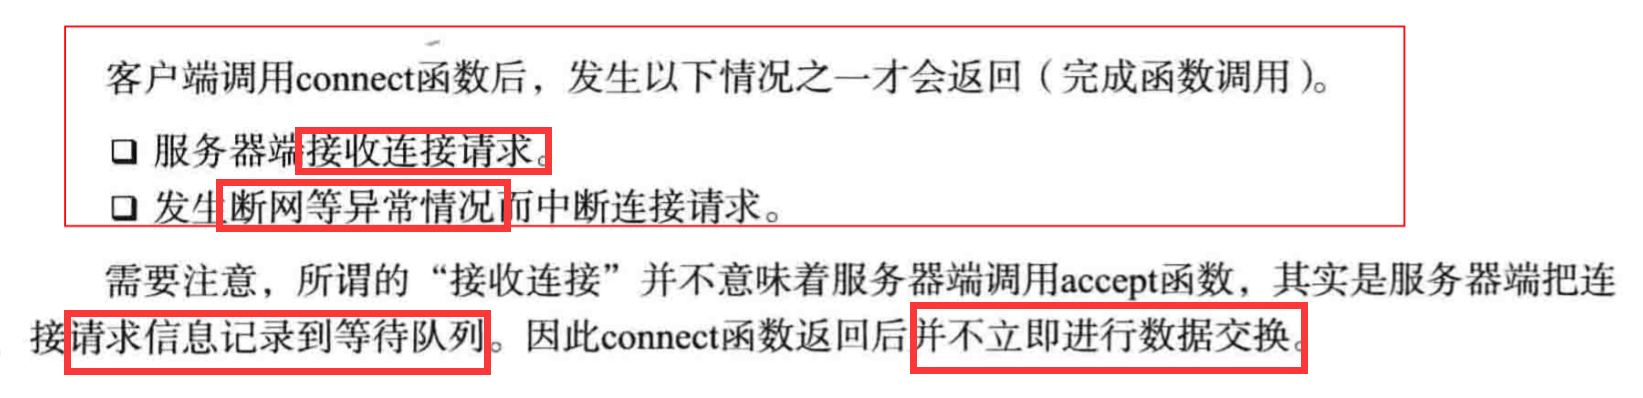 客户端调用connect函数后，发生以下情况之一才会返回（完成函数调用）。
❑ 服务器端接收连接请求。
❑ 发生断网等异常情况而中断连接请求。
需要注意，所谓的“接收连接”并不意味着服务器端调用accept函数，其实是服务器端把连
接请求信息记录到等待队列。因此connect函数返回后并不立即进行数据交换。